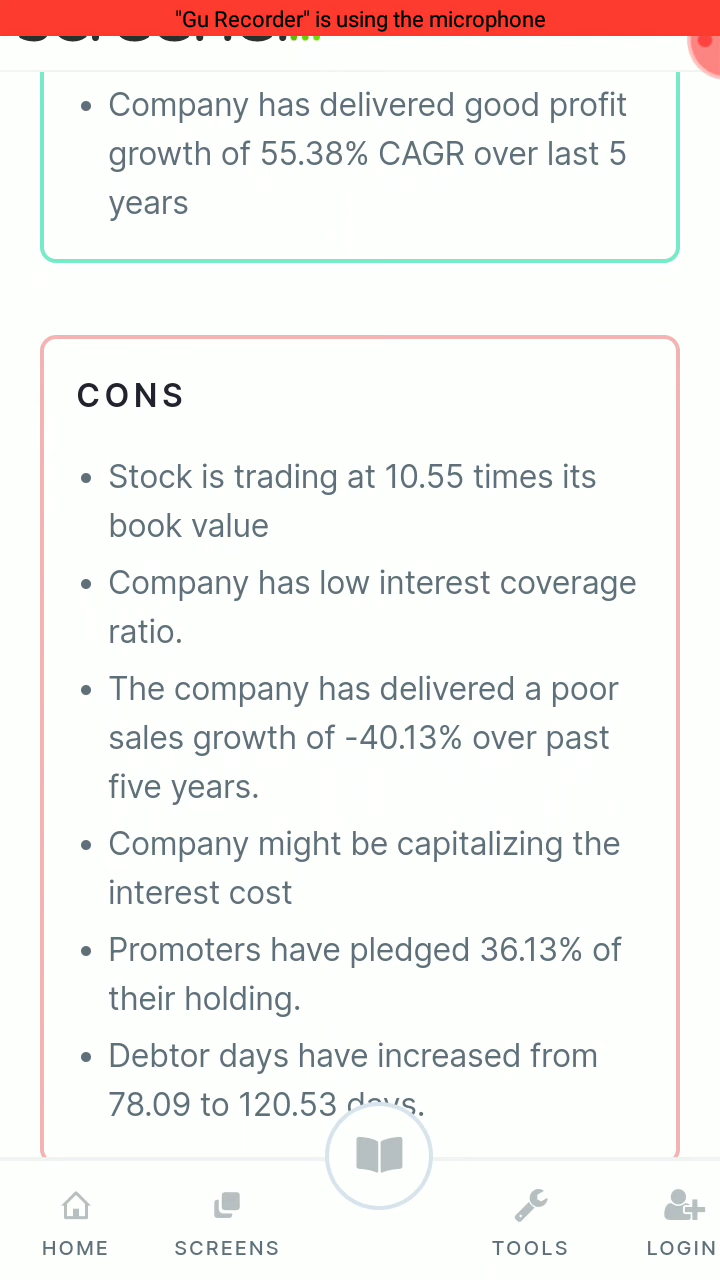 "Gu Recorder" is using the microphone
Company has delivered good profit
growth of 55.38% CAGR over last 5
years
CONS
Stock is trading at 10.55 times its
book value
Company has low interest coverage
ratio.
The company has delivered a poor
sales growth of -40.13% over past
five years.
Company might be capitalizing the
interest cost
Promoters have pledged 36.13% of
their holding.
Debtor days have increased from
78.09 to 120.53 days.
HOME SCREENS TOOLS LOGIN